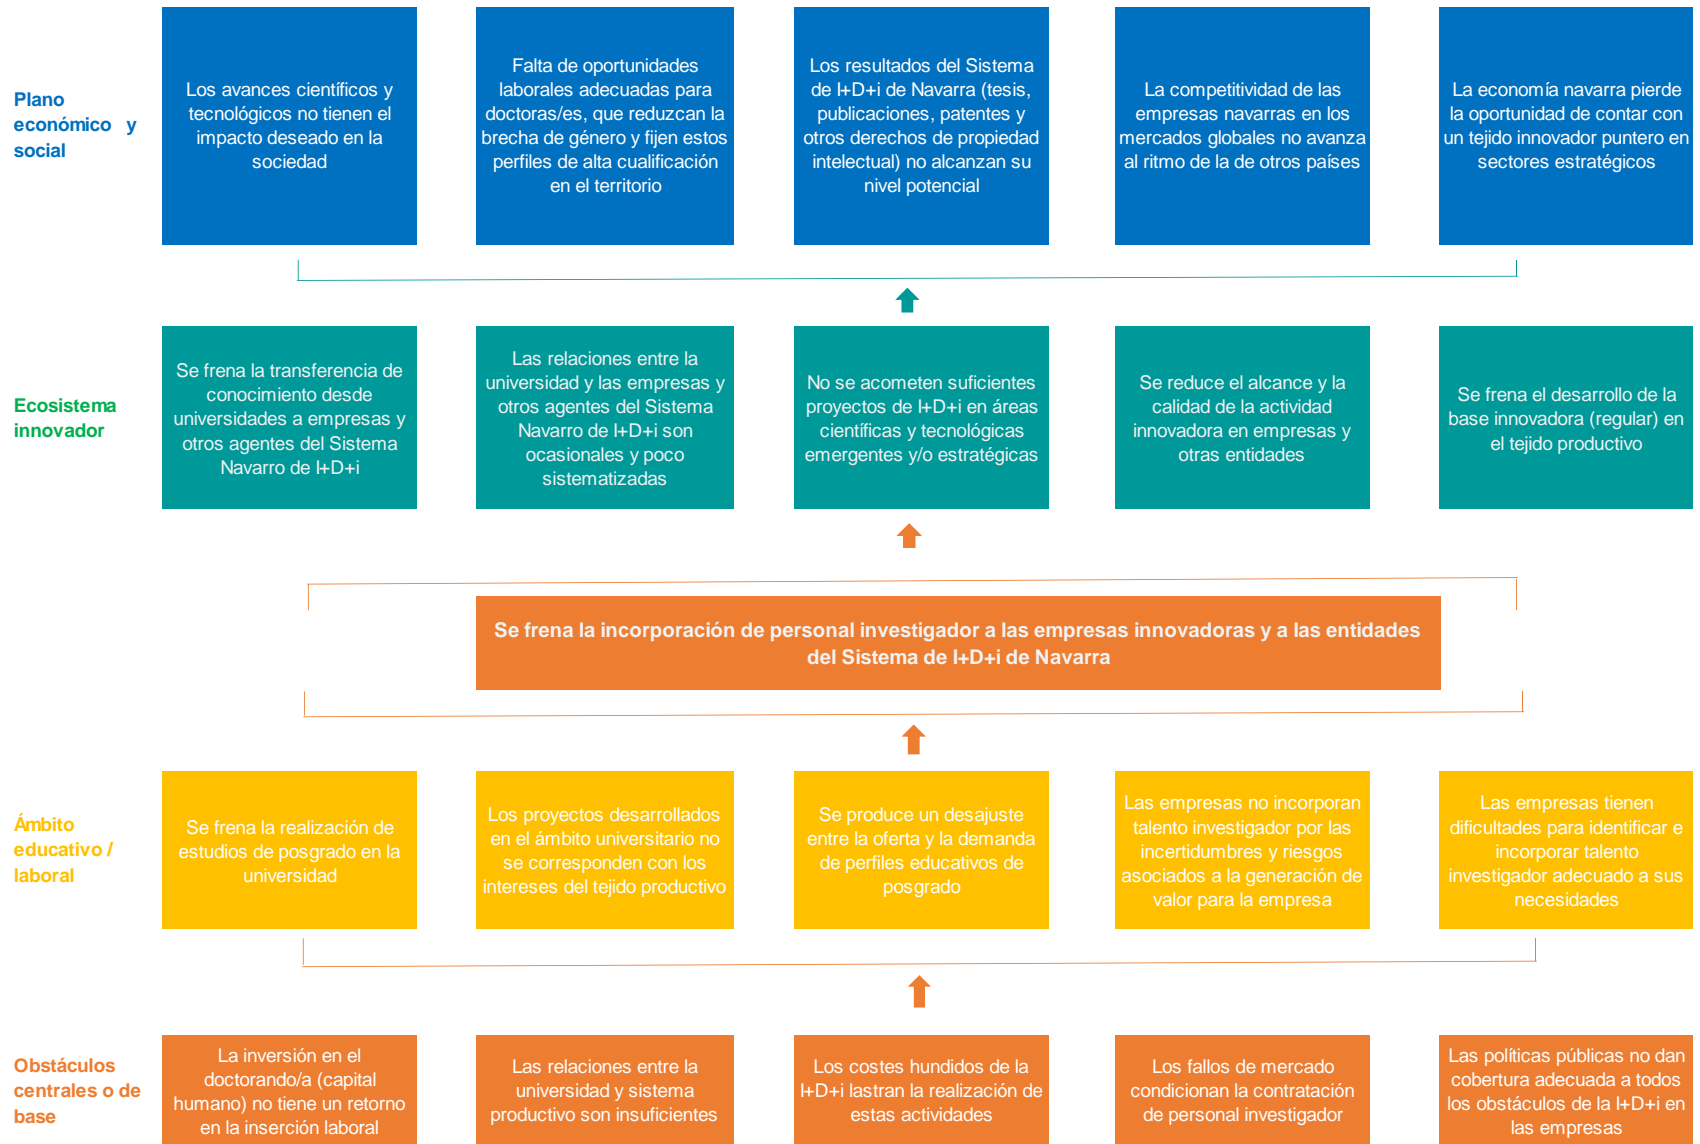 Plano
económico y
social
Los avances científicos y
tecnológicos no tienen el
impacto deseado en la
sociedad
Falta de oportunidades
laborales adecuadas para
doctoras/es, que reduzcan la
brecha de género y fijen estos
perfiles de alta cualificación
en el territorio
Los resultados del Sistema
de I+D+i de Navarra (tesis,
publicaciones, patentes y
otros derechos de propiedad
intelectual) no alcanzan su
nivel potencial
La competitividad de las
empresas navarras en los
mercados globales no avanza
al ritmo de la de otros países
La economía navarra pierde
la oportunidad de contar con
un tejido innovador puntero en
sectores estratégicos
Ecosistema
innovador
Se frena la transferencia de
conocimiento desde
universidades a empresas y
otros agentes del Sistema
Navarro de I+D+i
Las relaciones entre la
universidad y las empresas y
otros agentes del Sistema
Navarro de I+D+i son
ocasionales y poco
sistematizadas
No se acometen suficientes
proyectos de I+D+i en áreas
científicas y tecnológicas
emergentes y/o estratégicas
Se reduce el alcance y la
calidad de la actividad
innovadora en empresas y
otras entidades
Se frena el desarrollo de la
base innovadora (regular) en
el tejido productivo
Se frena la incorporación de personal investigador a las empresas innovadoras y a las entidades
del Sistema de I+D+i de Navarra
Ámbito
educativo /
laboral
Se frena la realización de
estudios de posgrado en la
universidad
Los proyectos desarrollados
en el ámbito universitario no
se corresponden con los
intereses del tejido productivo
Se produce un desajuste
entre la oferta y la demanda
de perfiles educativos de
posgrado
Las empresas no incorporan
talento investigador por las
incertidumbres y riesgos
asociados a la generación de
valor para la empresa
Las empresas tienen
dificultades para identificar e
incorporar talento
investigador adecuado a sus
necesidades
Obstáculos
centrales o de
base
La inversión en el
doctorando/a (capital
humano) no tiene un retorno
en la inserción laboral
Las relaciones entre la
universidad y sistema
productivo son insuficientes
Los costes hundidos de la
I+D+i lastran la realización de
estas actividades
Los fallos de mercado
condicionan la contratación
de personal investigador
Las políticas públicas no dan
cobertura adecuada a todos
los obstáculos de la I+D+i en
las empresas